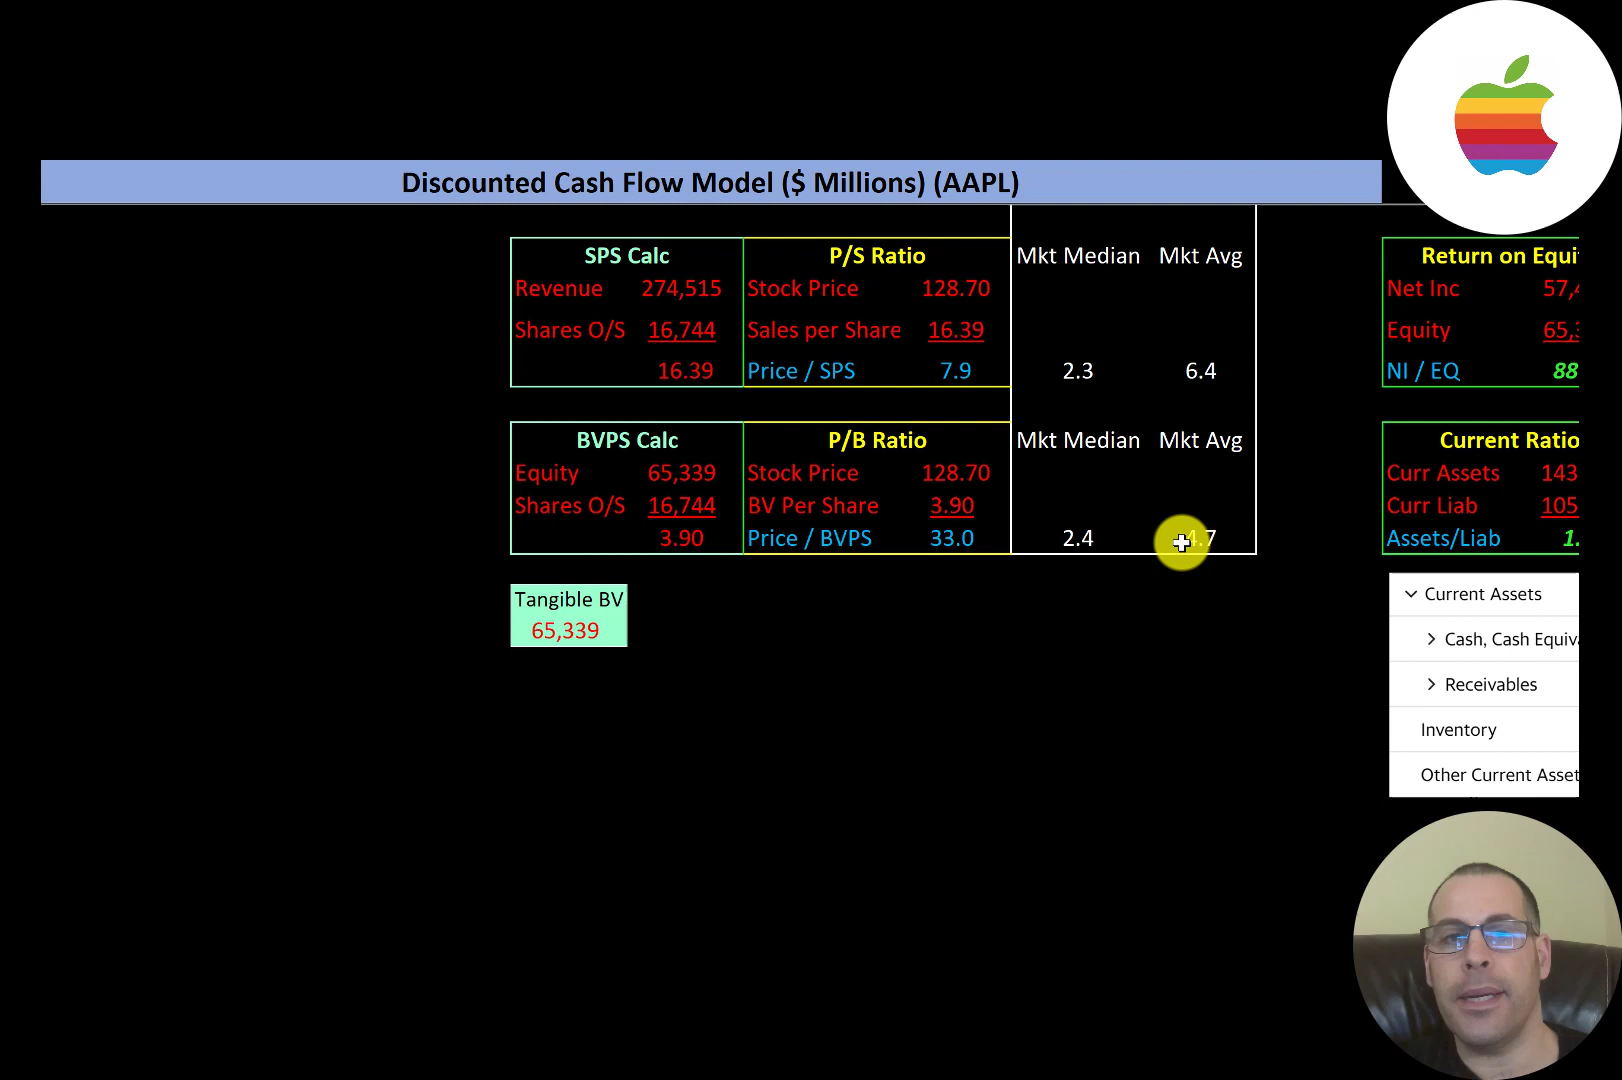 Discounted Cash Flow Model ($ Millions) (AAPL)
SPS Calc P/S Ratio Mkt Median Mkt Avg
Revenue 274,515 Stock Price 128.70
Shares O/S 16,744 Sales per Share 16.39
16.39 Price / SPS 7.9 2.3 6.4
BVPS Calc P/B Ratio Mkt Median Mkt Avg
Equity 65,339 Stock Price 128.70
Shares O/S 16,744 BV Per Share 3.90
3.90 Price / BVPS 33.0 2.4
Tangible BV
65,339
Return on Equi
Net Inc 57,
Equity 65,
NI / EQ 88
Current Ratio
Curr Assets 143
Curr Liab 105
Assets/Liab 1.
Current Assets
Cash, Cash Equiv
Receivables
Inventory
Other Current Asset